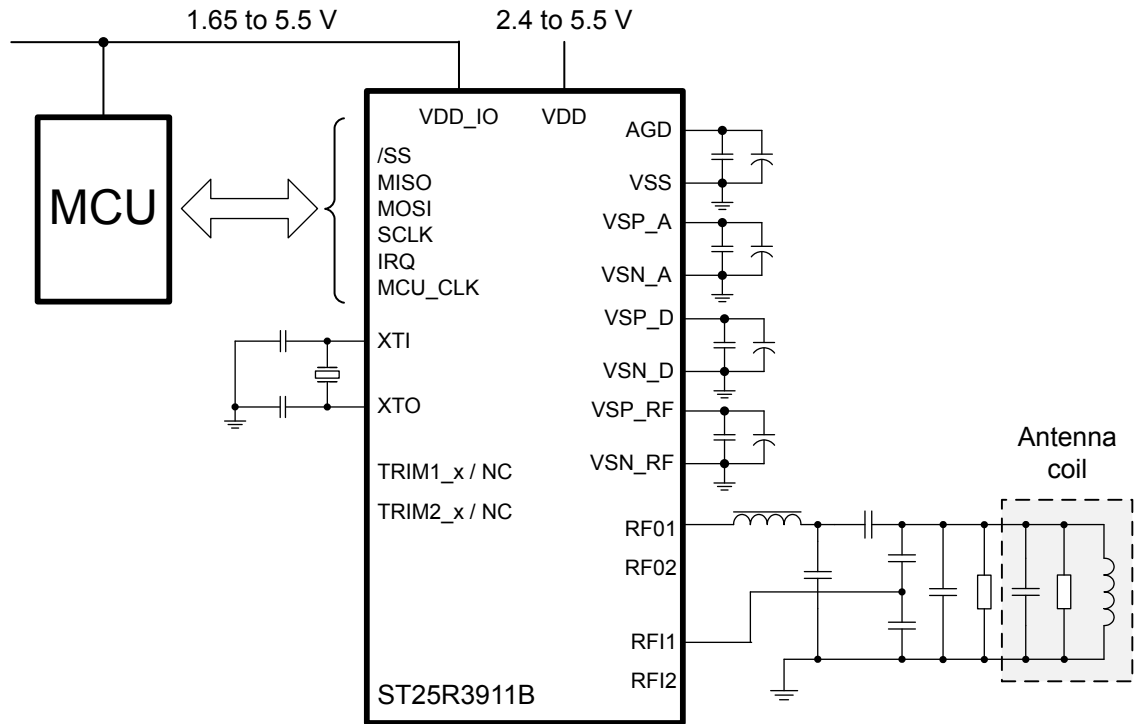 1.65 to 5.5 V
2.4 to 5.5 V
MCU
VDD_IO
VDD
/SS
MISO
MOSI
SCLK
IRQ
MCU_CLK
XTI
XTO
TRIM1_x / NC
TRIM2_x / NC
AGD
VSS
VSP_A
VSN_A
VSP_D
VSN_D
VSP_RF
VSN_RF
RF01
RF02
RFI1
RFI2
ST25R3911B
Antenna
coil